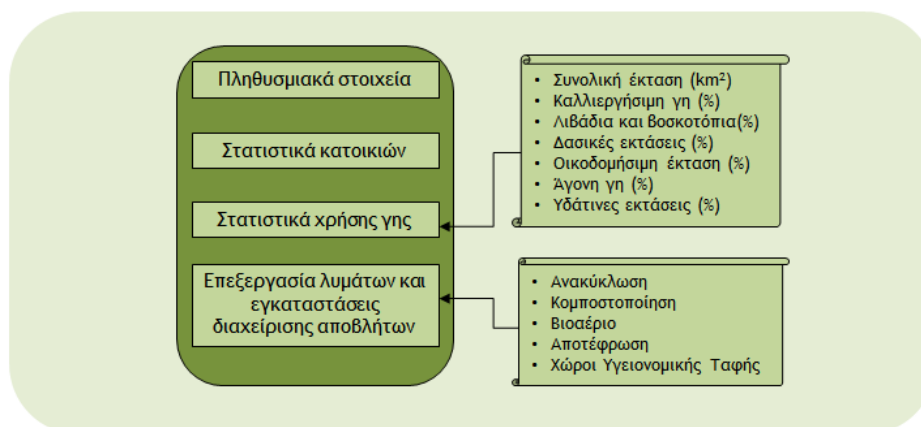 Πληθυσμιακά στοιχεία
Στατιστικά κατοικιών
Στατιστικά χρήσης γης
Επεξεργασία λυμάτων και
εγκαταστάσεις
διαχείρισης αποβλήτων
• Συνολική έκταση (km²)
• Καλλιεργήσιμη γη (%)
• Λιβάδια και βοσκοτόπια(%)
• Δασικές εκτάσεις (%)
• Οικοδομήσιμη έκταση (%)
• Άγονη γη (%)
• Υδάτινες εκτάσεις (%)
• Ανακύκλωση
• Κομποστοποίηση
• Βιοαέριο
• Αποτέφρωση
• Χώροι Υγειονομικής Ταφής